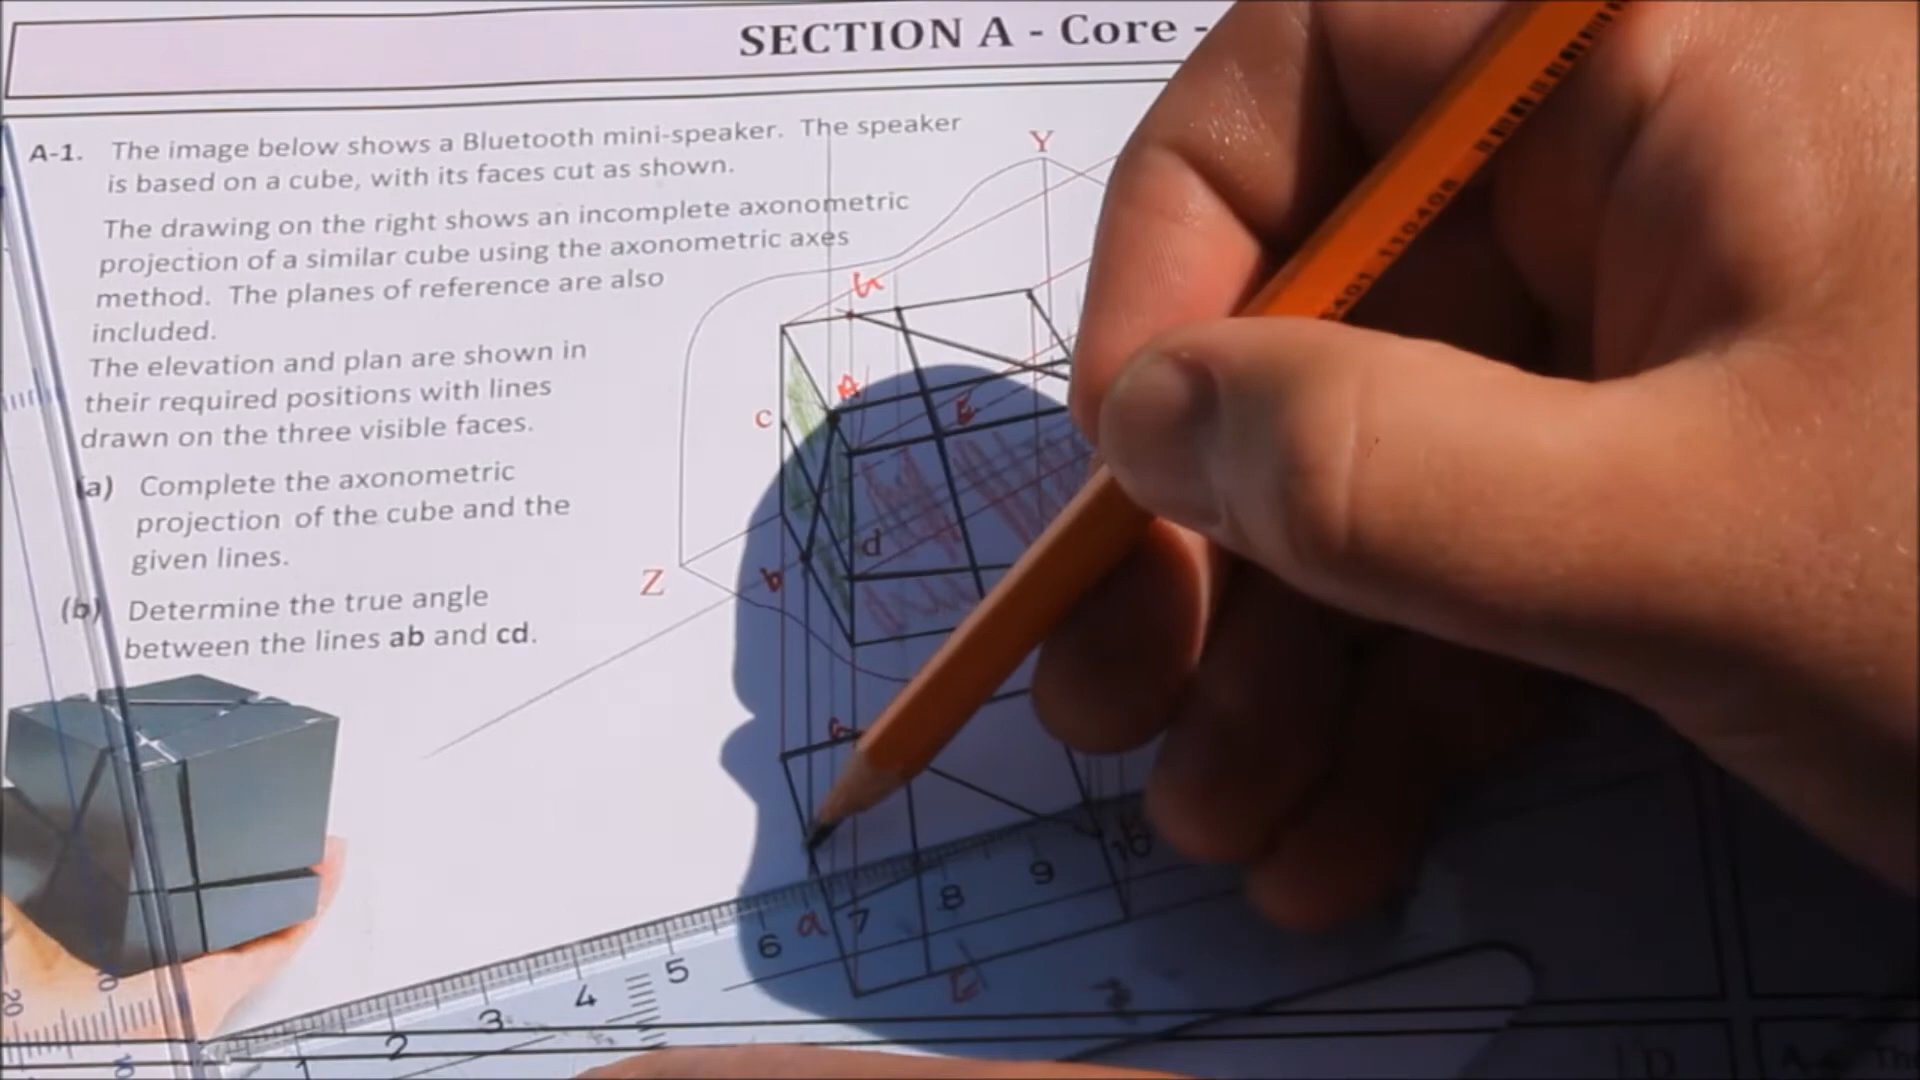 SECTION A - Core -
A-1. The image below shows a Bluetooth mini-speaker. The speaker
is based on a cube, with its faces cut as shown.
The drawing on the right shows an incomplete axonometric
projection of a similar cube using the axonometric axes
method. The planes of reference are also
included.
The elevation and plan are shown in
their required positions with lines
drawn on the three visible faces.
(a) Complete the axonometric
projection of the cube and the
given lines.
(b) Determine the true angle
between the lines ab and cd.
Y
A
c
d
b
Z
a
1 2 3 4 5 6 7 8 9 10
20
10
5401 110408